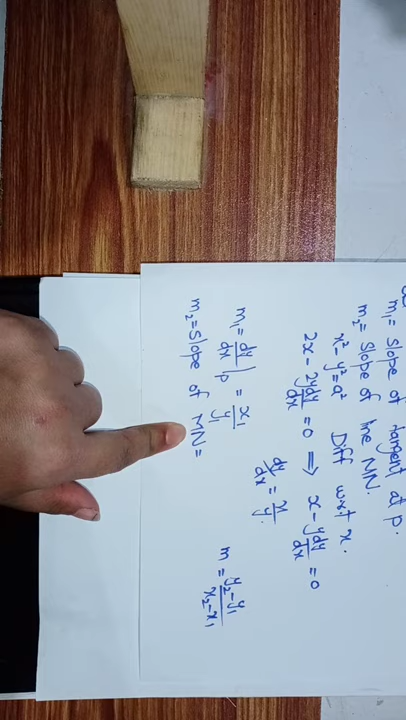 m₁ = slope of tangent at p.
m₂ = slope of line MN.
x² - y² = a² Diff w.r.t x.
2x - 2y dy/dx = 0 ⇒ x - y dy/dx = 0
dy/dx = x/y.
m₁ = dy/dx |p = x₁/y₁
m₂ = slope of MN =
m = y₂ - y₁ / x₂ - x₁